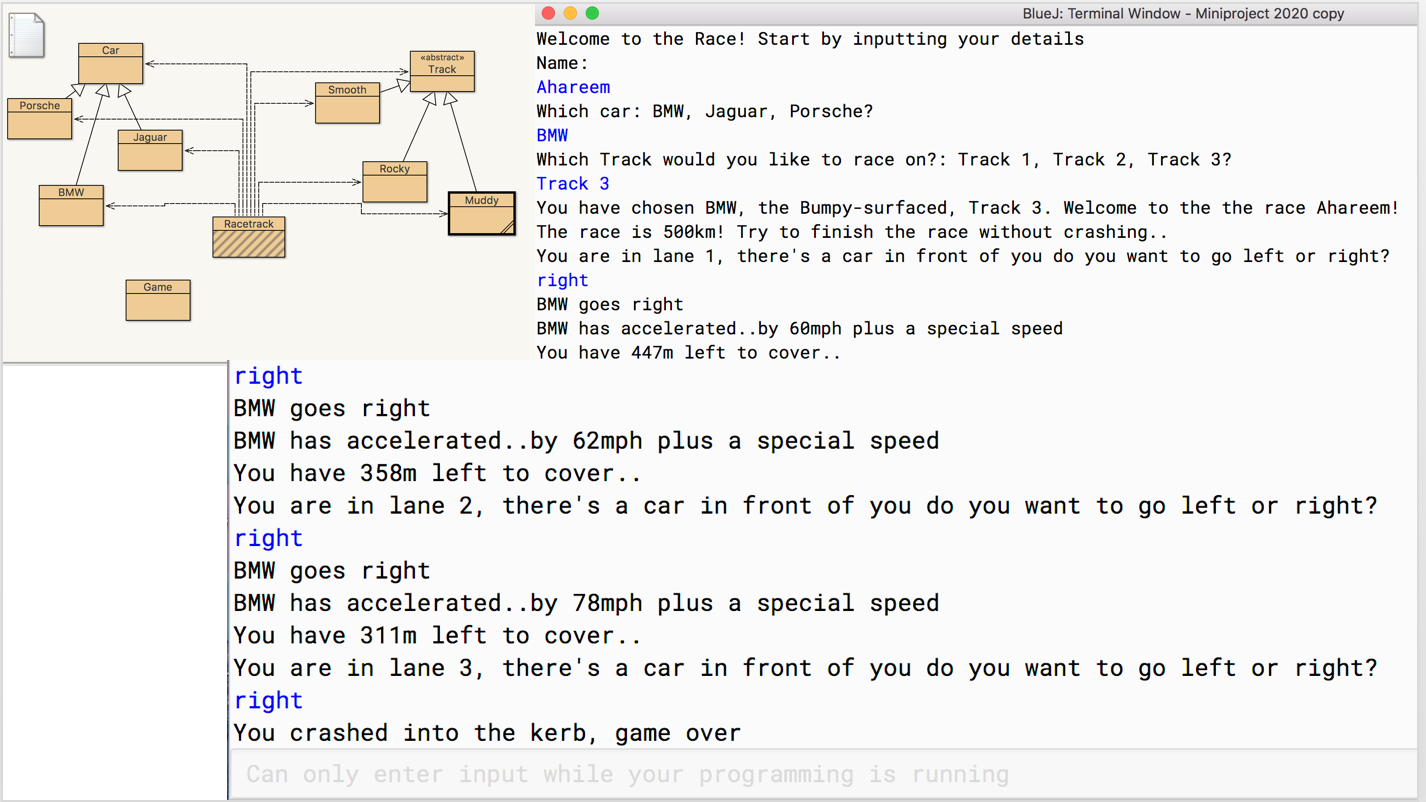 Car
Porsche
Jaguar
BMW
«abstract»
Track
Smooth
Rocky
Muddy
Racetrack
Game
BlueJ: Terminal Window - Miniproject 2020 copy
Welcome to the Race! Start by inputting your details
Name:
Ahareem
Which car: BMW, Jaguar, Porsche?
BMW
Which Track would you like to race on?: Track 1, Track 2, Track 3?
Track 3
You have chosen BMW, the Bumpy-surfaced, Track 3. Welcome to the the race Ahareem!
The race is 500km! Try to finish the race without crashing..
You are in lane 1, there's a car in front of you do you want to go left or right?
right
BMW goes right
BMW has accelerated..by 60mph plus a special speed
You have 447m left to cover..
right
BMW goes right
BMW has accelerated..by 62mph plus a special speed
You have 358m left to cover..
You are in lane 2, there's a car in front of you do you want to go left or right?
right
BMW goes right
BMW has accelerated..by 78mph plus a special speed
You have 311m left to cover..
You are in lane 3, there's a car in front of you do you want to go left or right?
right
You crashed into the kerb, game over
Can only enter input while your programming is running